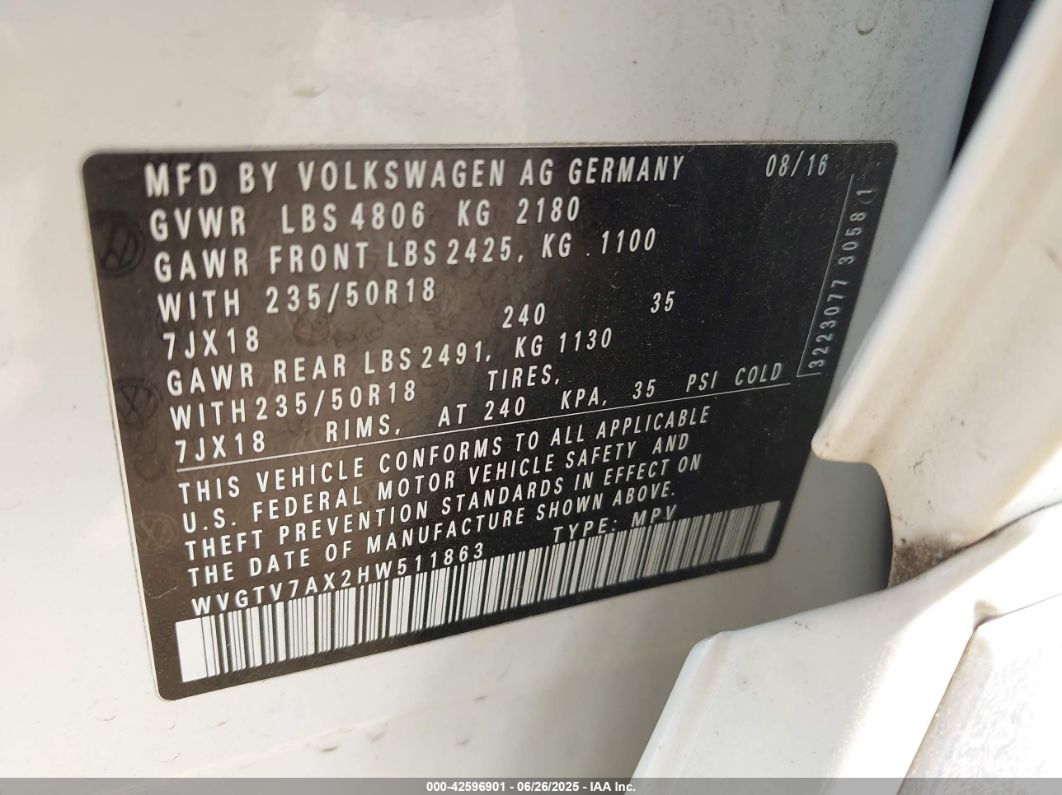 MFD BY VOLKSWAGEN AG GERMANY 08/16
GVWR LBS 4806 KG 2180
GAWR FRONT LBS 2425, KG 1100
WITH 235/50R18
7JX18 240 35
GAWR REAR LBS 2491, KG 1130
WITH 235/50R18 TIRES,
7JX18 RIMS, AT 240 KPA, 35 PSI COLD
THIS VEHICLE CONFORMS TO ALL APPLICABLE
U.S. FEDERAL MOTOR VEHICLE SAFETY AND
THEFT PREVENTION STANDARDS IN EFFECT ON
THE DATE OF MANUFACTURE SHOWN ABOVE.
WVGTV7AX2HW511863 TYPE: MPV
3223077 3058/1
000-42596901 - 06/26/2025 - IAA Inc.